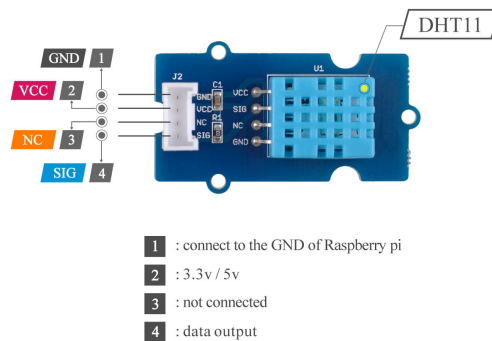 DHT11
GND 1
VCC 2
NC 3
SIG 4
J2
GND
VCC
NC
SIG
C1
R1
U1
VCC
SIG
NC
GND
1 : connect to the GND of Raspberry pi
2 : 3.3v / 5v
3 : not connected
4 : data output